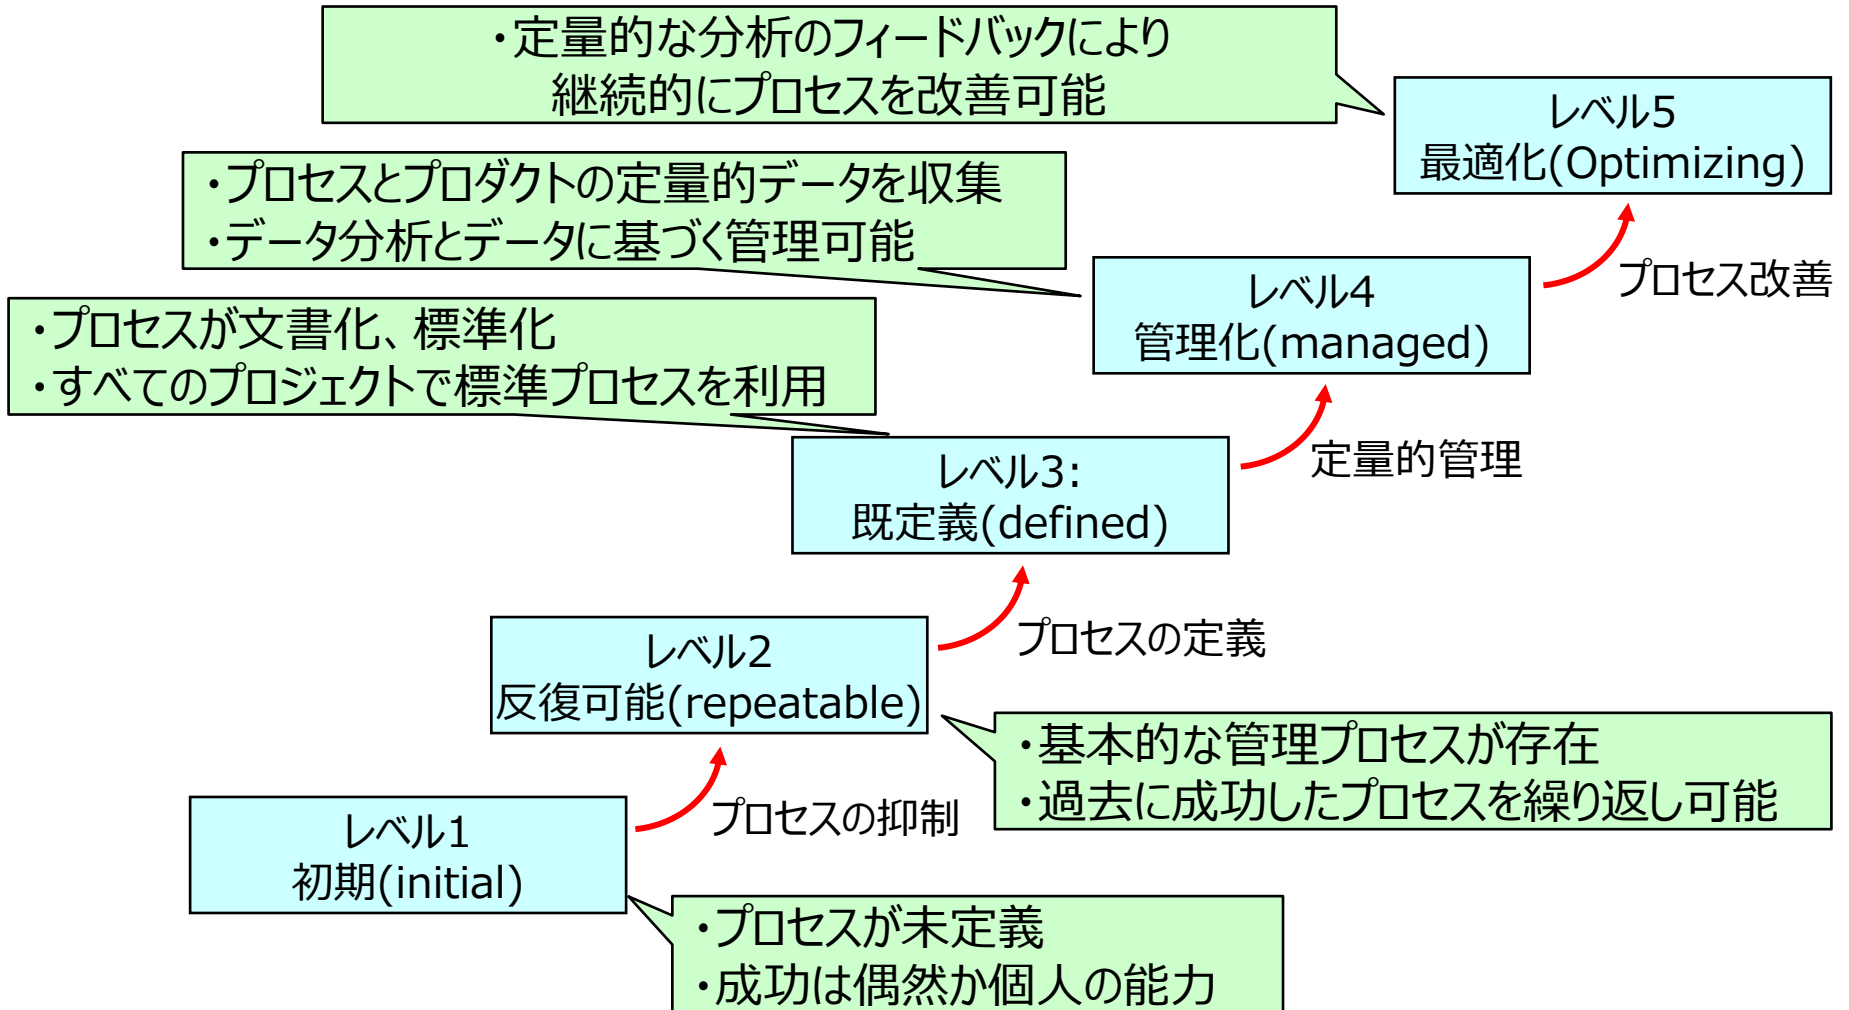 ・定量的な分析のフィードバックにより
継続的にプロセスを改善可能
レベル5
最適化(Optimizing)
・プロセスとプロダクトの定量的データを収集
・データ分析とデータに基づく管理可能
プロセス改善
レベル4
管理化(managed)
・プロセスが文書化、標準化
・すべてのプロジェクトで標準プロセスを利用
定量的管理
レベル3:
既定義(defined)
プロセスの定義
レベル2
反復可能(repeatable)
・基本的な管理プロセスが存在
・過去に成功したプロセスを繰り返し可能
プロセスの抑制
レベル1
初期(initial)
・プロセスが未定義
・成功は偶然か個人の能力